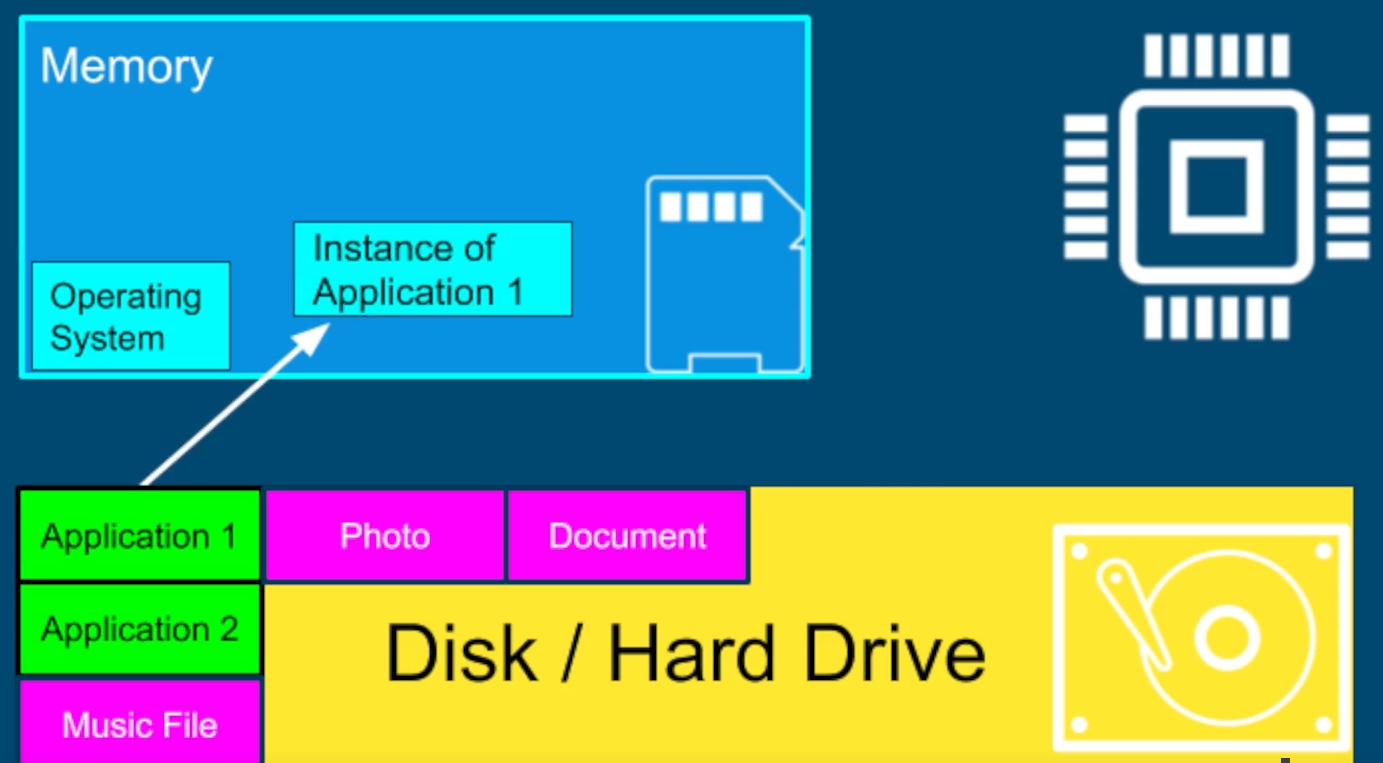 Memory
Instance of
Application 1
Operating
System
Application 1
Photo
Document
Application 2
Disk / Hard Drive
Music File